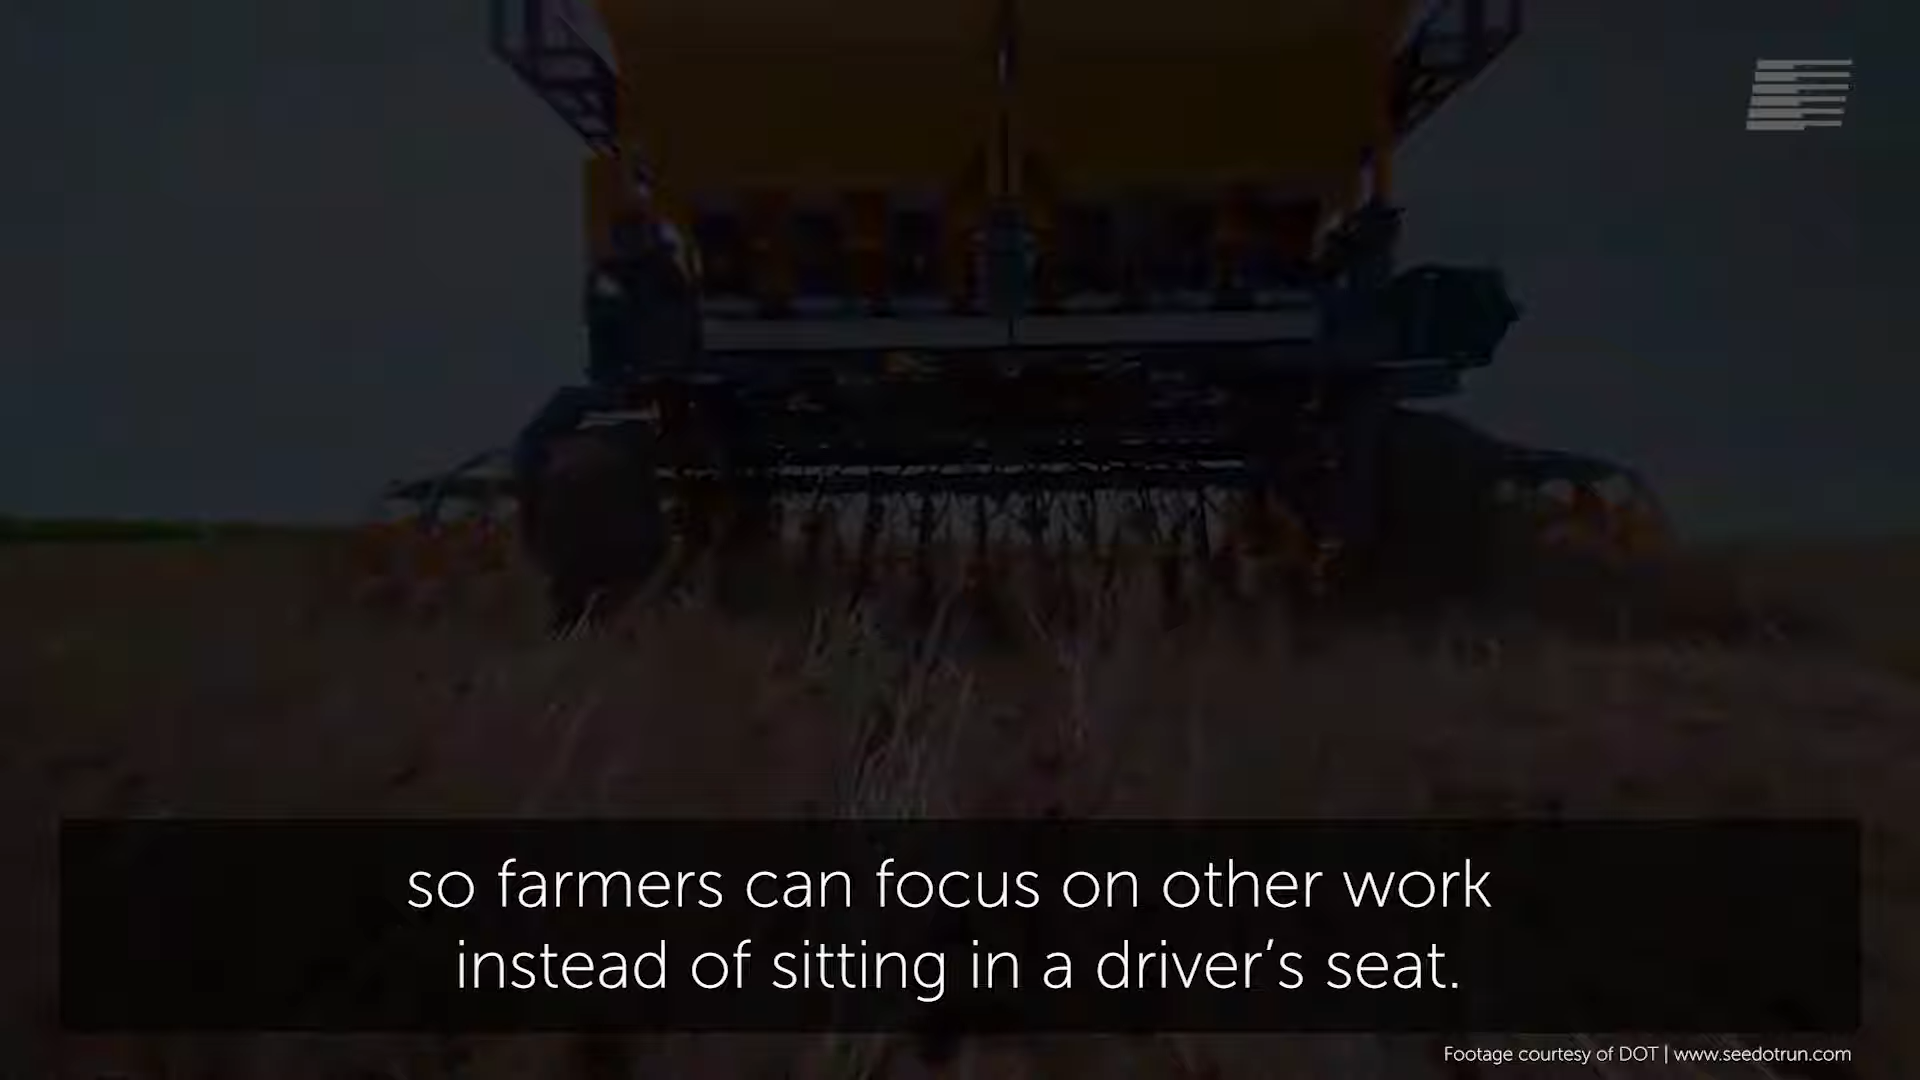 so farmers can focus on other work
instead of sitting in a driver’s seat.
Footage courtesy of DOT | www.seedotrun.com